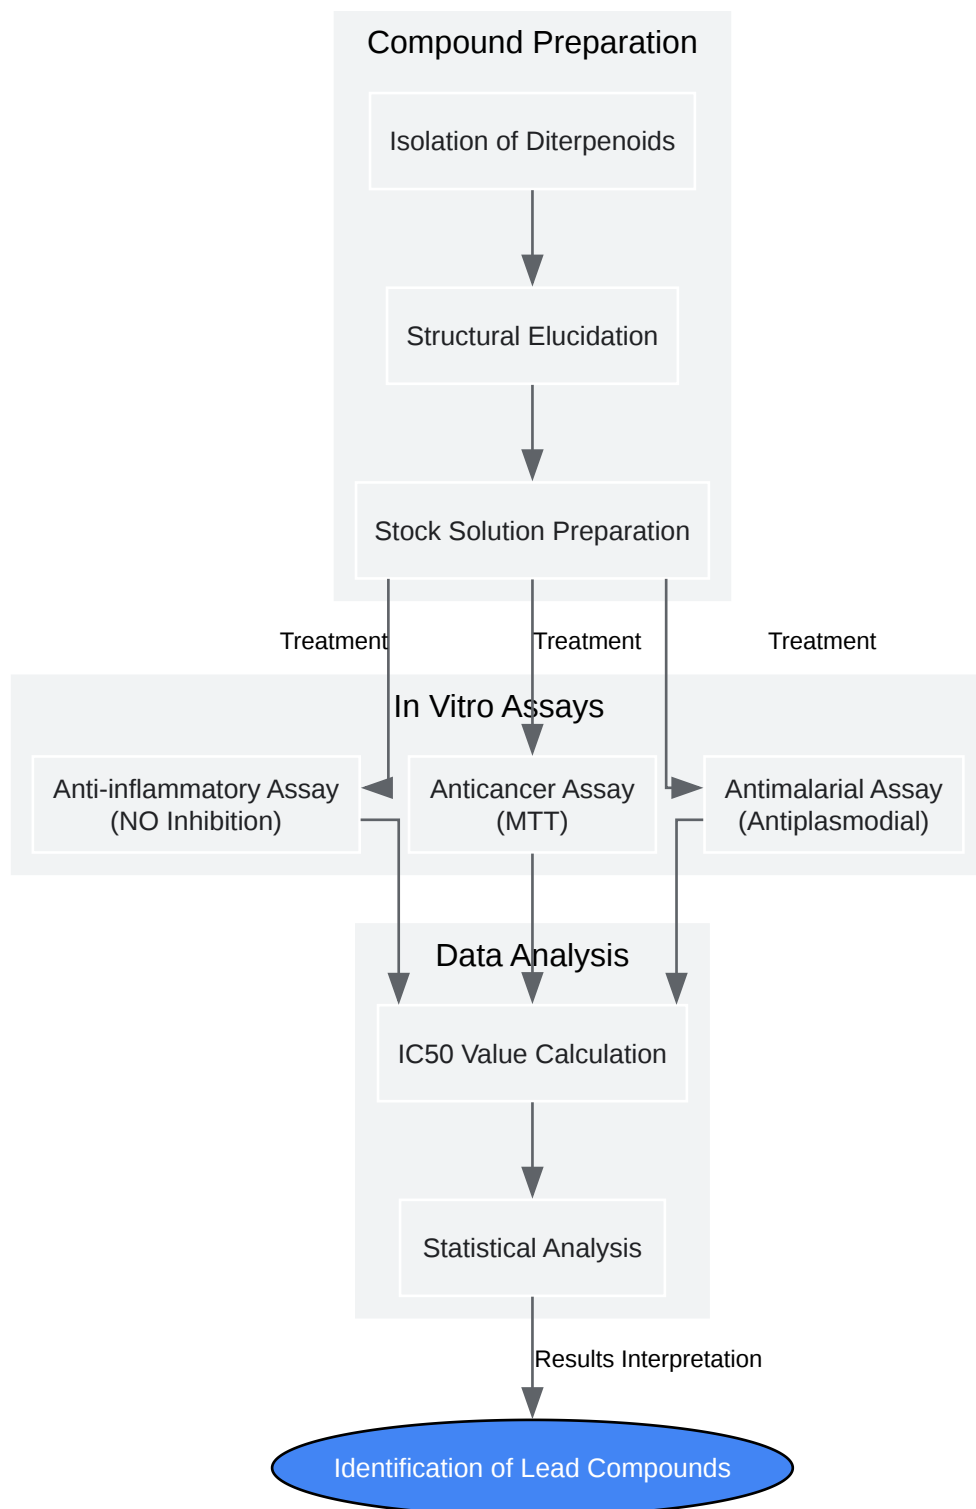 Compound Preparation
Isolation of Diterpenoids
Structural Elucidation
Stock Solution Preparation
Treatment
Treatment
Treatment
In Vitro Assays
Anti-inflammatory Assay
(NO Inhibition)
Anticancer Assay
(MTT)
Antimalarial Assay
(Antiplasmodial)
Data Analysis
IC50 Value Calculation
Statistical Analysis
Results Interpretation
Identification of Lead Compounds